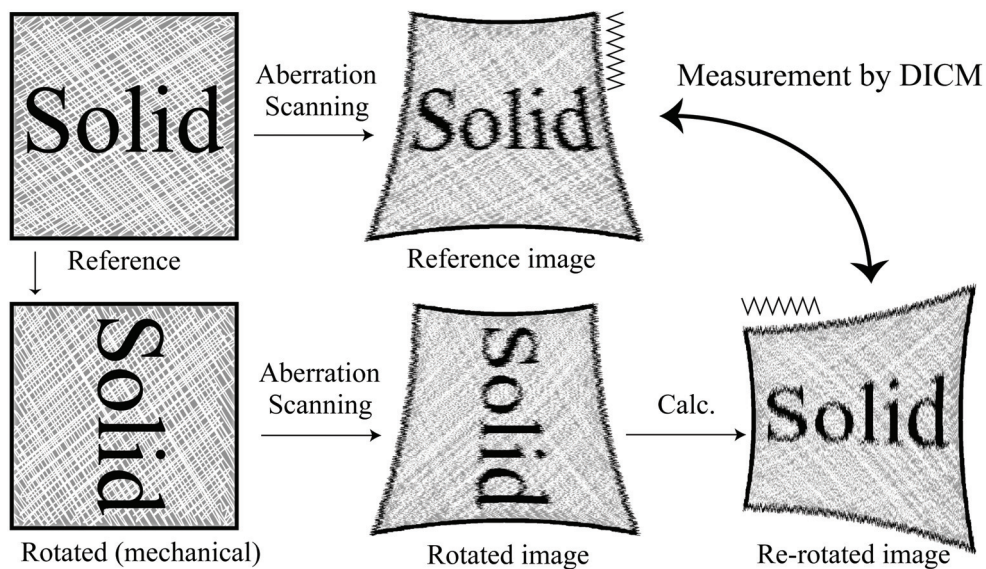 Solid
Aberration
Scanning
Solid
Measurement by DICM
Reference
Reference image
Solid
Aberration
Scanning
Solid
Calc.
Solid
Rotated (mechanical)
Rotated image
Re-rotated image